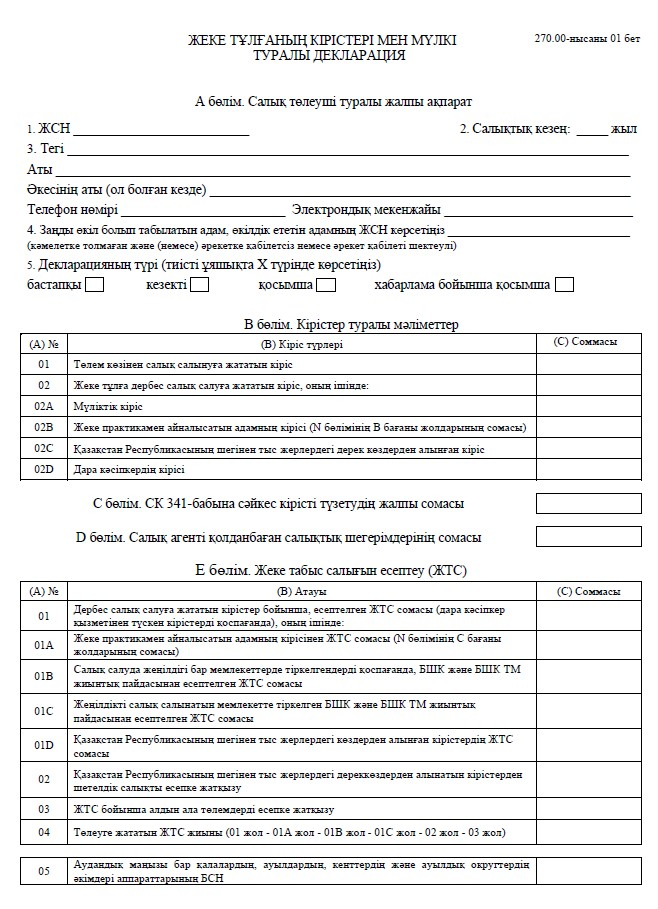 ЖЕКЕ ТҰЛҒАНЫҢ КІРІСТЕРІ МЕН МҮЛКІ
ТУРАЛЫ ДЕКЛАРАЦИЯ
270.00-нысаны 01 бет
А бөлім. Салық төлеуші туралы жалпы ақпарат
1. ЖСН 2. Салықтық кезең: жыл
3. Тегі
Аты
Әкесінің аты (ол болған кезде)
Телефон нөмірі Электрондық мекенжайы
4. Заңды өкіл болып табылатын адам, өкілдік ететін адамның ЖСН көрсетіңіз
(кәмелетке толмаған және (немесе) әрекетке қабілетсіз немесе әрекет қабілеті шектеулі)
5. Декларацияның түрі (тиісті ұяшықта Х түрінде көрсетіңіз)
бастапқы кезекті қосымша хабарлама бойынша қосымша
В бөлім. Кірістер туралы мәліметтер
(А) № (В) Кіріс түрлері (С) Соммасы
01 Төлем көзінен салық салынуға жататын кіріс
02 Жеке тұлға дербес салық салуға жататын кіріс, оның ішінде:
02А Мүліктік кіріс
02В Жеке практикамен айналысатын адамның кірісі (N бөлімінің В бағаны жолдарының сомасы)
02С Қазақстан Республикасының шегінен тыс жерлердегі дерек көздерден алынған кіріс
02D Дара кәсіпкердің кірісі
С бөлім. СК 341-бабына сәйкес кірісті түзетудің жалпы сомасы
D бөлім. Салық агенті қолданбаған салықтық шегерімдерінің сомасы
Е бөлім. Жеке табыс салығын есептеу (ЖТС)
(А) № (В) Атауы (С) Соммасы
01 Дербес салық салуға жататын кірістер бойынша, есептелген ЖТС сомасы (дара кәсіпкер
қызметінен түскен кірістерді қоспағанда), оның ішінде:
01А Жеке практикамен айналысатын адамның кірісінен ЖТС сомасы (N бөлімінің С бағаны
жолдарының сомасы)
01В Салық салуда жеңілдігі бар мемлекеттерде тіркелгендерді қоспағанда, БШК және БШК ТМ
жиынтық пайдасынан есептелген ЖТС сомасы
01С Жеңілдікті салық салынатын мемлекетте тіркелген БШК және БШК ТМ жиынтық
пайдасынан есептелген ЖТС сомасы
01D Қазақстан Республикасының шегінен тыс жерлердегі көздерден алынған кірістердің ЖТС
сомасы
02 Қазақстан Республикасының шегінен тыс жерлердегі дереккөздерден алынатын кірістерден
шетелдік салықты есепке жатқызу
03 ЖТС бойынша алдын ала төлемдерді есепке жатқызу
04 Төлеуге жататын ЖТС жиыны (01 жол - 01А жол - 01В жол - 01С жол - 02 жол - 03 жол)
05 Аудандық маңызы бар қалалардың, ауылдардың, кенттердің және ауылдық округтердің
әкімдері аппараттарының БСН